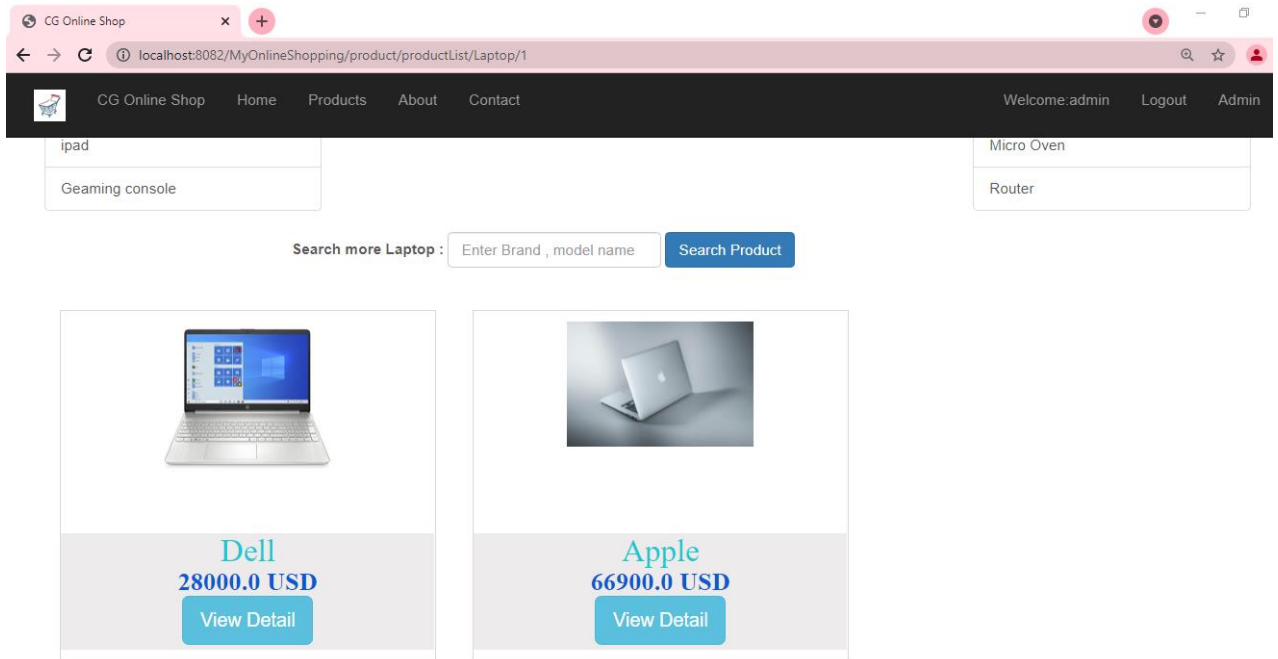 CG Online Shop
localhost:8082/MyOnlineShopping/product/productList/Laptop/1
CG Online Shop Home Products About Contact Welcome:admin Logout Admin
ipad
Geaming console
Micro Oven
Router
Search more Laptop : Enter Brand , model name Search Product
Dell
28000.0 USD
View Detail
Apple
66900.0 USD
View Detail